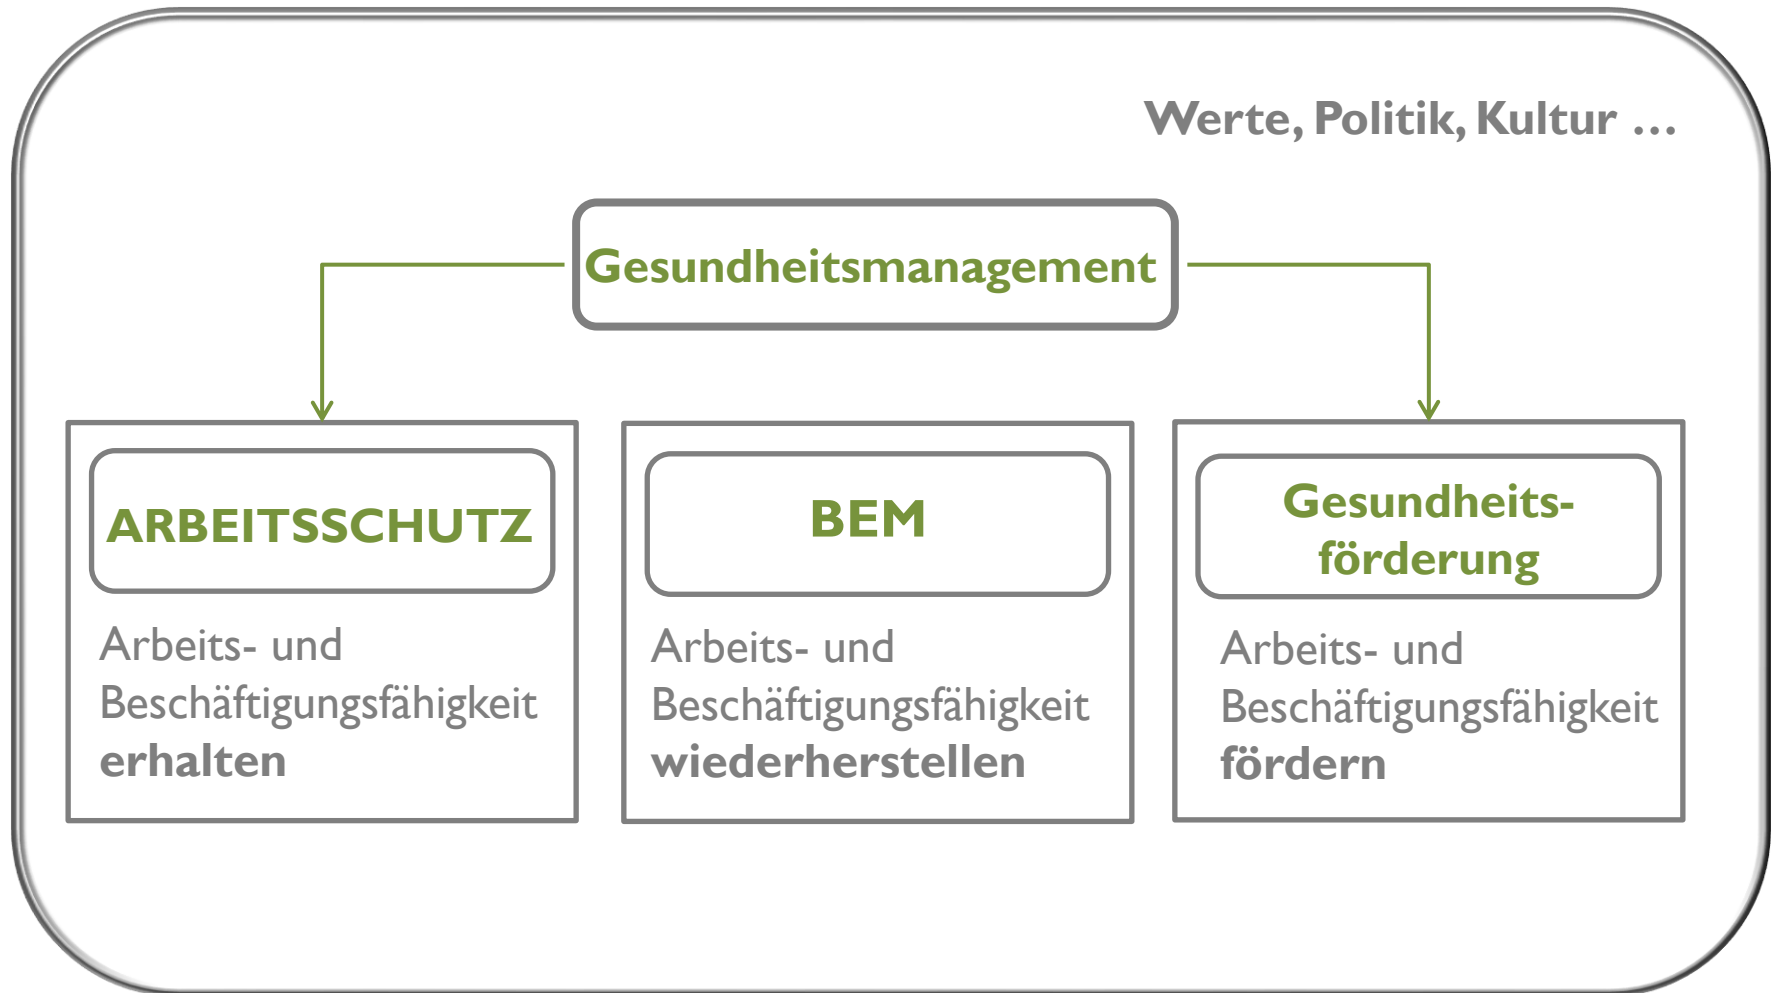 Werte, Politik, Kultur …
Gesundheitsmanagement
ARBEITSSCHUTZ
Arbeits- und
Beschäftigungsfähigkeit
erhalten
BEM
Arbeits- und
Beschäftigungsfähigkeit
wiederherstellen
Gesundheits-
förderung
Arbeits- und
Beschäftigungsfähigkeit
fördern